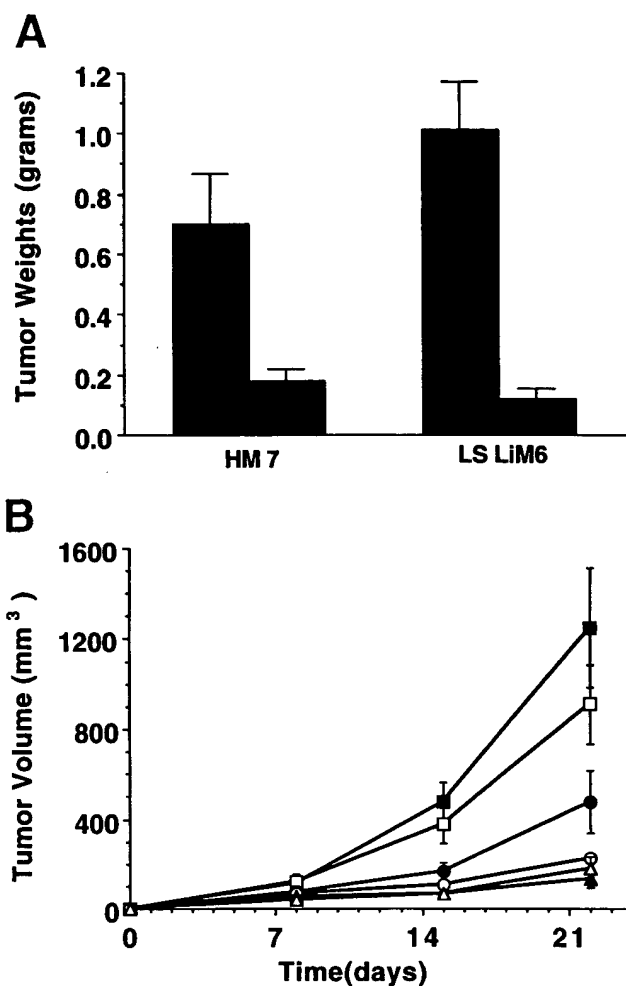 A
Tumor Weights (grams)
1.2
1.0
0.8
0.6
0.4
0.2
0.0
HM 7
LS LiM6
B
Tumor Volume (mm³)
1600
1200
800
400
0
0
7
14
21
Time(days)